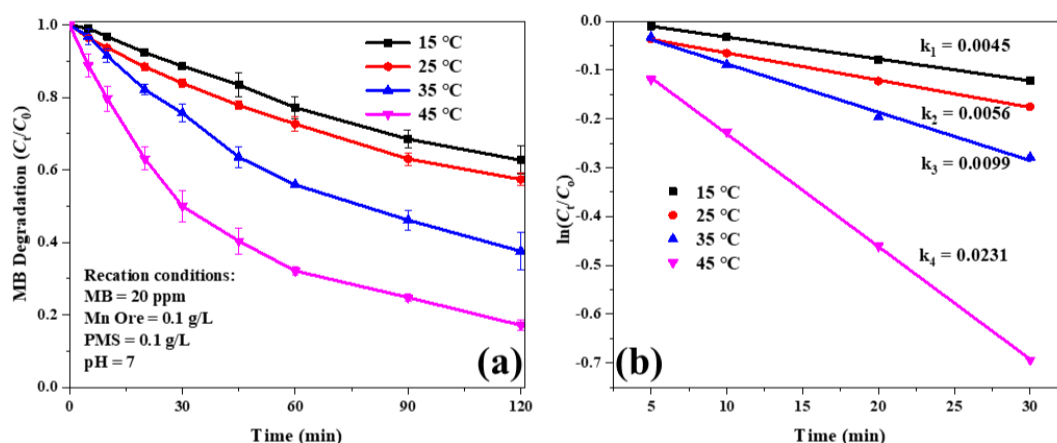 MB Degradation (Cₜ/C₀)
1.0
0.8
0.6
0.4
0.2
0.0
15 °C
25 °C
35 °C
45 °C
Recation conditions:
MB = 20 ppm
Mn Ore = 0.1 g/L
PMS = 0.1 g/L
pH = 7
(a)
0
30
60
90
120
Time (min)
ln(Cₜ/Cₒ)
0.0
-0.1
-0.2
-0.3
-0.4
-0.5
-0.6
-0.7
k₁ = 0.0045
k₂ = 0.0056
k₃ = 0.0099
15 °C
25 °C
35 °C
45 °C
k₄ = 0.0231
(b)
5
10
15
20
25
30
Time (min)